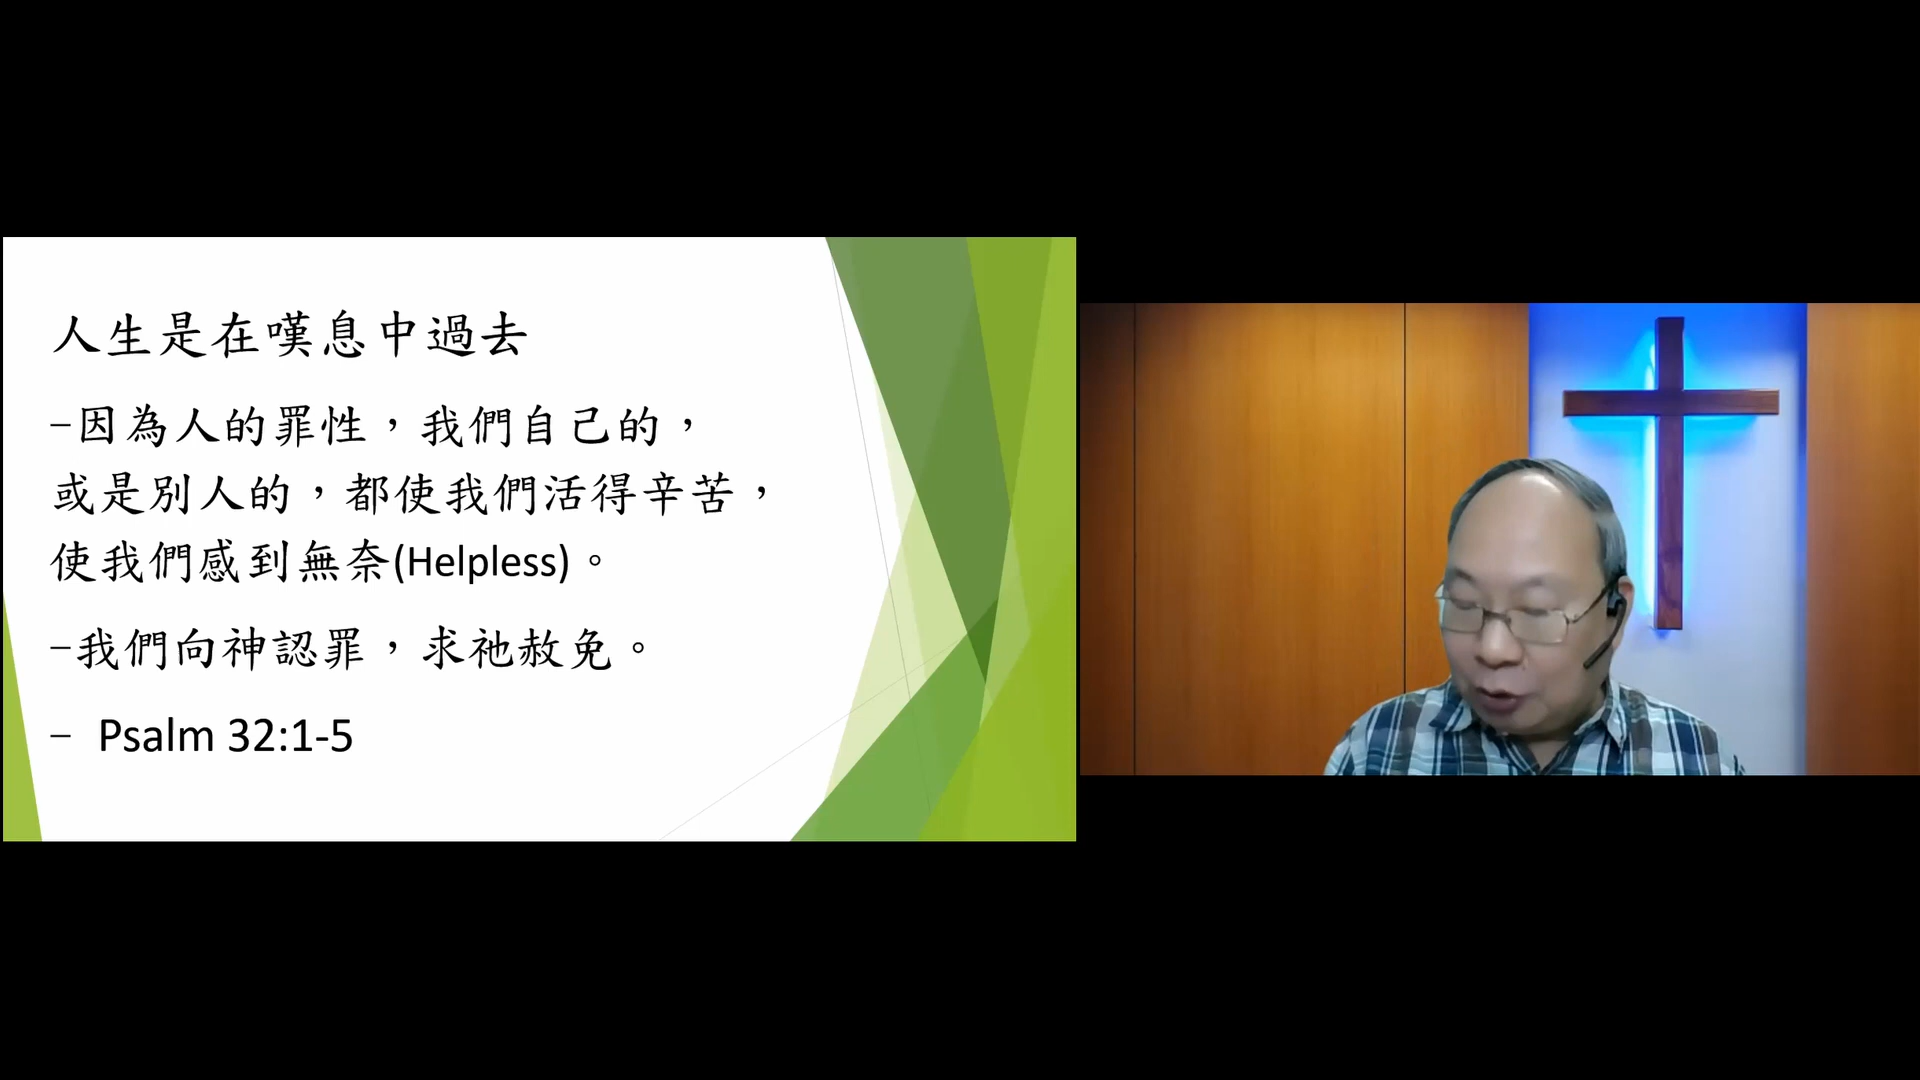 人生是在嘆息中過去
–因為人的罪性，我們自己的，
或是別人的，都使我們活得辛苦，
使我們感到無奈(Helpless)。
–我們向神認罪，求祂赦免。
– Psalm 32:1-5